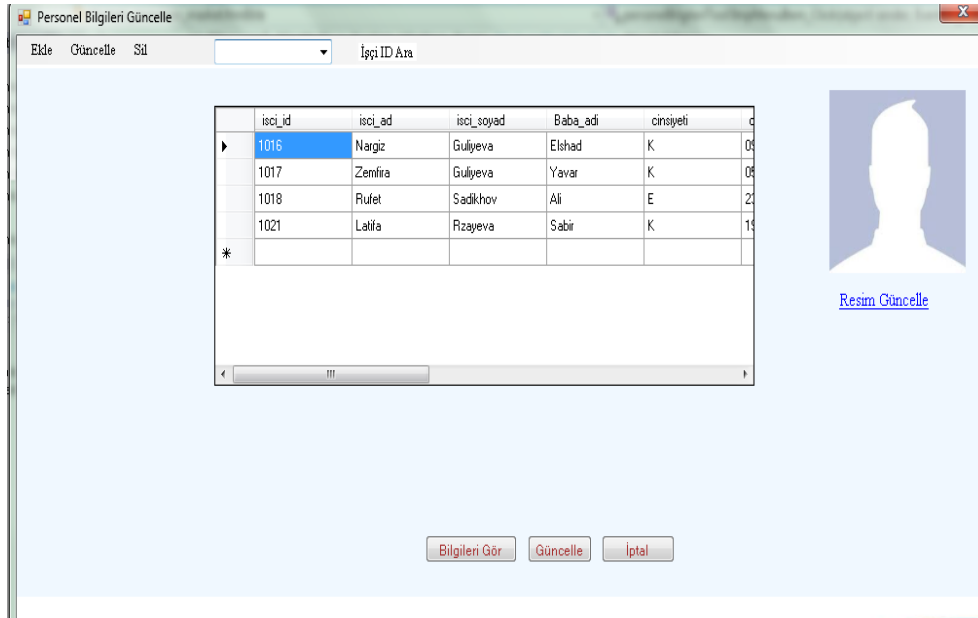 Personel Bilgileri Güncelle
Ekle Güncelle Sil İşçi ID Ara
isci_id isci_ad isci_soyad Baba_adi cinsiyeti
1016 Nargiz Guliyeva Elshad K
1017 Zemfira Guliyeva Yavar K
1018 Rufet Sadikhov Ali E
1021 Latifa Rzayeva Sabir K
Resim Güncelle
Bilgileri Gör Güncelle İptal